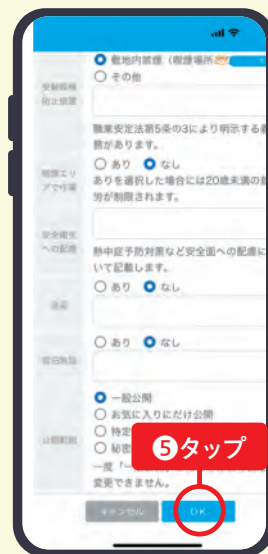 敷地内禁煙（喫煙場所
受動喫煙
防止措置
その他
職業安定法第5条の3により明示する義
務があります。
喫煙エリ
アで作業
あり なし
ありを選択した場合には20歳未満の就
労が制限されます。
安全衛生
への配慮
熱中症予防対策など安全面への配慮に
いて記載します。
あり なし
送迎
あり なし
宿泊施設
一般公開
お気に入りにだけ公開
特定
公開範囲
秘密
❺タップ
一度「一
変更できません。
キャンセル OK